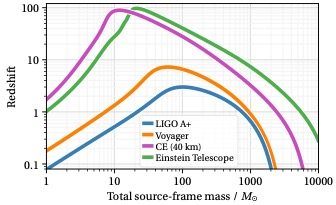 100
10
1
0.1
Redshift
LIGO A+
Voyager
CE (40 km)
Einstein Telescope
1 10 100 1000 10000
Total source-frame mass / M⊙